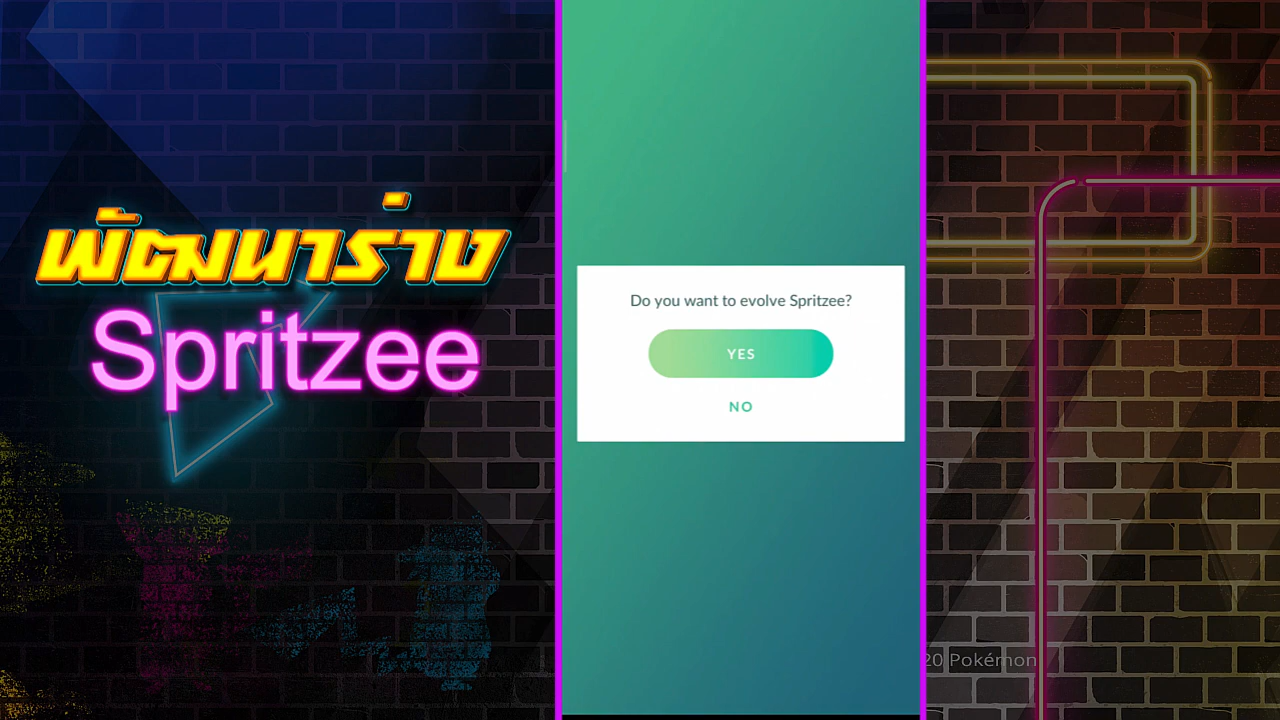 พัฒนาร่าง
Spritzee
Do you want to evolve Spritzee?
YES
NO
20 Pokémon